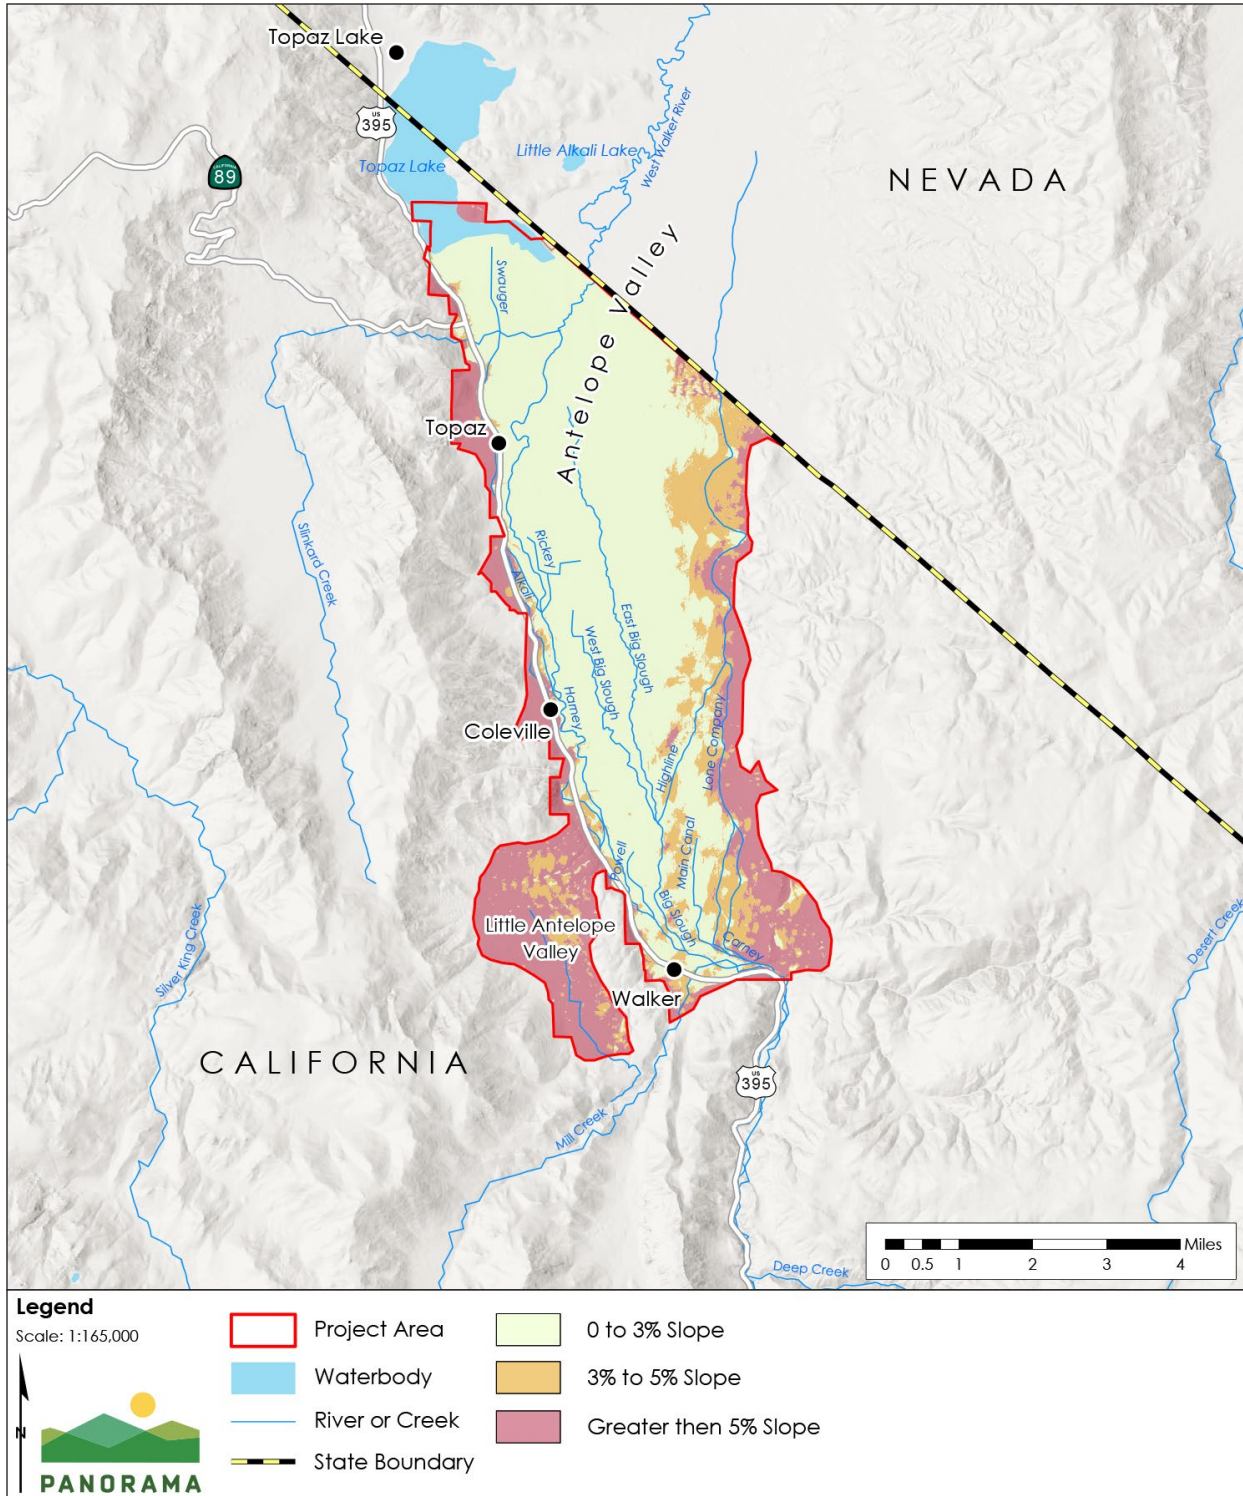 Topaz Lake
US
395
CALIFORNIA
89
Topaz Lake
Little Alkali Lake
West Walker River
NEVADA
Swauger
Antelope Valley
Topaz
Slinkard Creek
Rickey
Alkali
East Big Slough
West Big Slough
Harney
Coleville
Highline
Lone Company
Powell
Main Canal
Big Slough
Little Antelope
Valley
Carney
Walker
Silver King Creek
Desert Creek
CALIFORNIA
US
395
Mill Creek
Deep Creek
Miles
0 0.5 1 2 3 4
Legend
Scale: 1:165,000
N
PANORAMA
Project Area
Waterbody
River or Creek
State Boundary
0 to 3% Slope
3% to 5% Slope
Greater then 5% Slope